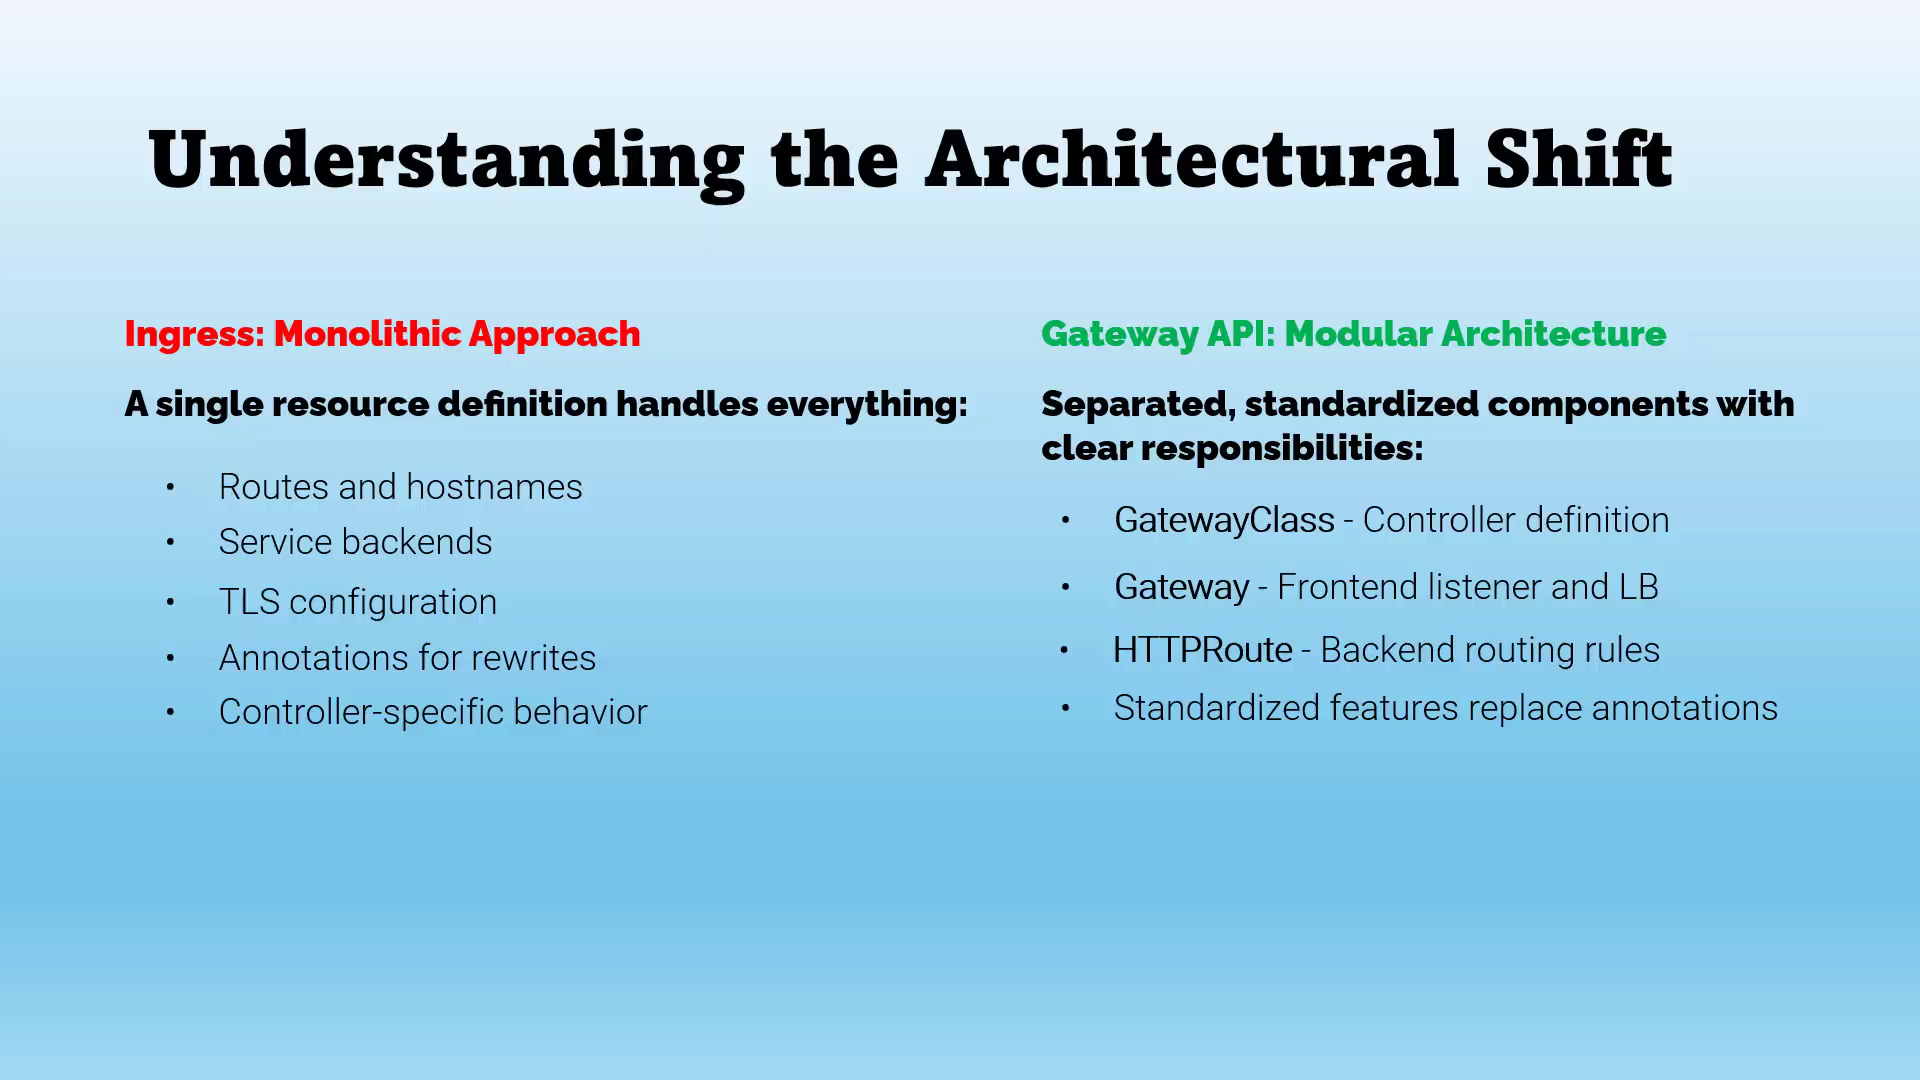 Understanding the Architectural Shift
Ingress: Monolithic Approach
A single resource definition handles everything:
• Routes and hostnames
• Service backends
• TLS configuration
• Annotations for rewrites
• Controller-specific behavior
Gateway API: Modular Architecture
Separated, standardized components with
clear responsibilities:
• GatewayClass - Controller definition
• Gateway - Frontend listener and LB
• HTTPRoute - Backend routing rules
• Standardized features replace annotations